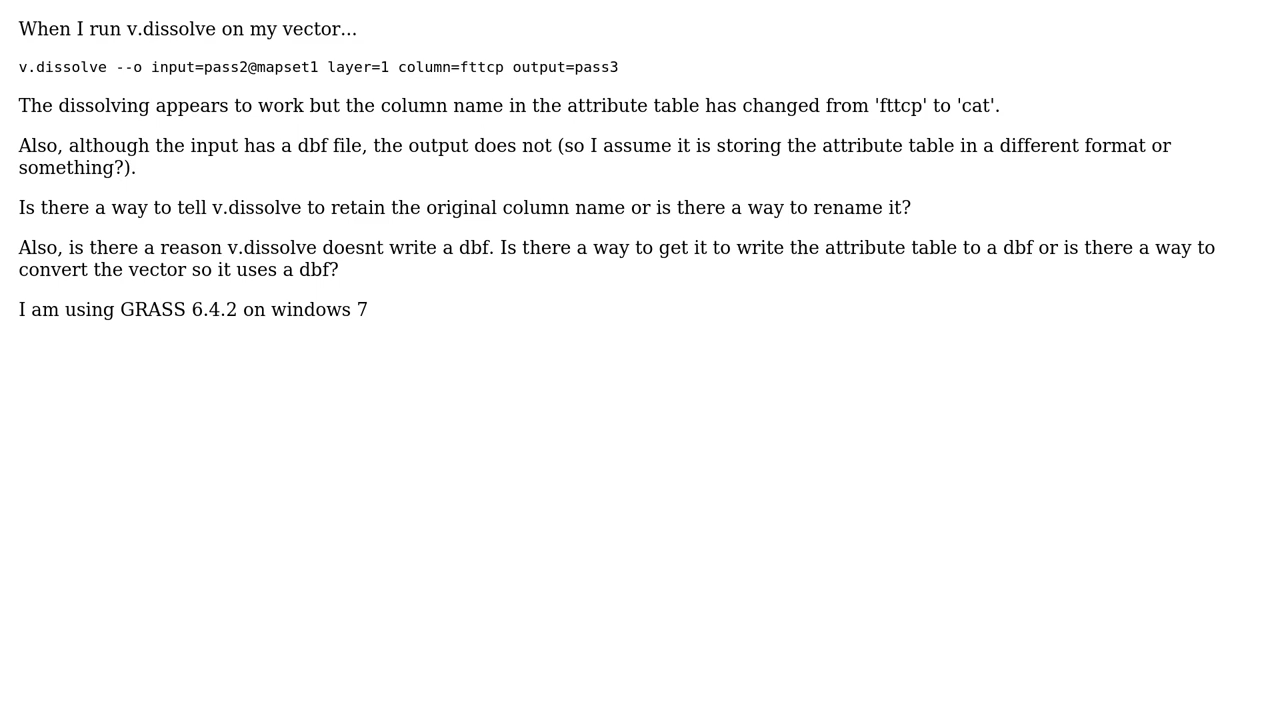 When I run v.dissolve on my vector...
v.dissolve --o input=pass2@mapset1 layer=1 column=fttcp output=pass3
The dissolving appears to work but the column name in the attribute table has changed from 'fttcp' to 'cat'.
Also, although the input has a dbf file, the output does not (so I assume it is storing the attribute table in a different format or
something?).
Is there a way to tell v.dissolve to retain the original column name or is there a way to rename it?
Also, is there a reason v.dissolve doesnt write a dbf. Is there a way to get it to write the attribute table to a dbf or is there a way to
convert the vector so it uses a dbf?
I am using GRASS 6.4.2 on windows 7